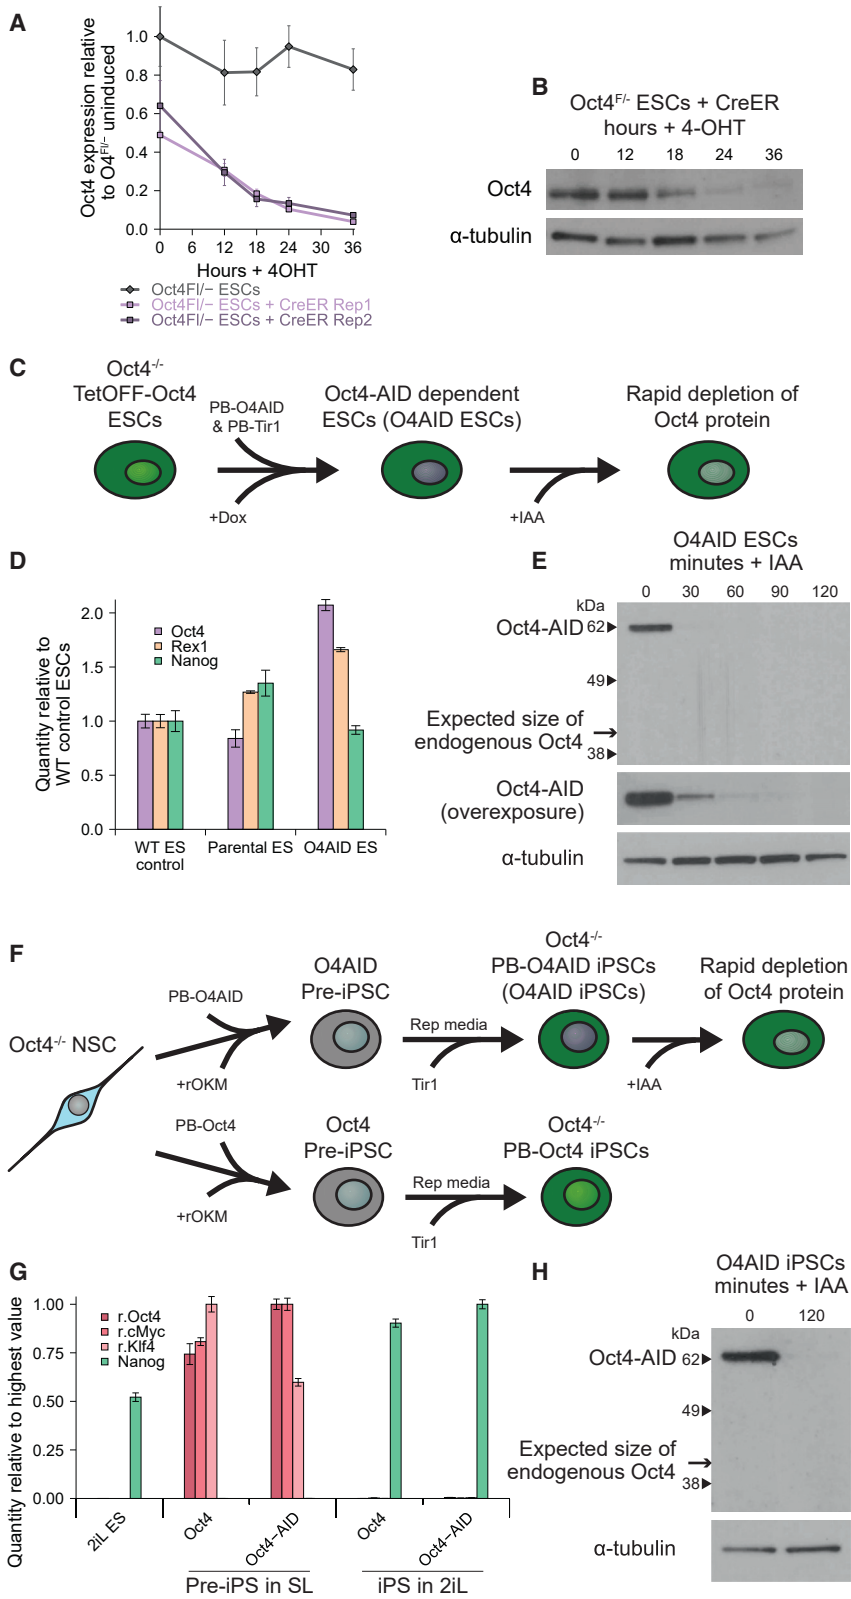 A
Oct4 expression relative
to O4Fl/- uninduced
1.0
0.8
0.6
0.4
0.2
0.0
0 6 12 18 24 30 36
Hours + 4OHT
Oct4Fl/− ESCs
Oct4Fl/− ESCs + CreER Rep1
Oct4Fl/− ESCs + CreER Rep2
B
Oct4F/- ESCs + CreER
hours + 4-OHT
0 12 18 24 36
Oct4
α-tubulin
C
Oct4-/-
TetOFF-Oct4
ESCs
PB-O4AID
& PB-Tir1
+Dox
Oct4-AID dependent
ESCs (O4AID ESCs)
+IAA
Rapid depletion of
Oct4 protein
D
Quantity relative to
WT control ESCs
2.0
1.5
1.0
0.5
0.0
Oct4
Rex1
Nanog
WT ES
control
Parental ES
O4AID ES
E
O4AID ESCs
minutes + IAA
0 30 60 90 120
kDa
Oct4-AID 62
49
Expected size of
endogenous Oct4
38
Oct4-AID
(overexposure)
α-tubulin
F
Oct4-/- NSC
PB-O4AID
+rOKM
O4AID
Pre-iPSC
Rep media
Tir1
Oct4-/-
PB-O4AID iPSCs
(O4AID iPSCs)
+IAA
Rapid depletion
of Oct4 protein
PB-Oct4
+rOKM
Oct4
Pre-iPSC
Rep media
Tir1
Oct4-/-
PB-Oct4 iPSCs
G
Quantity relative to highest value
1.00
0.75
0.50
0.25
0.00
r.Oct4
r.cMyc
r.Klf4
Nanog
2iL ES
Oct4
Oct4−AID
Oct4
Oct4−AID
Pre-iPS in SL
iPS in 2iL
H
O4AID iPSCs
minutes + IAA
0 120
kDa
Oct4-AID 62
49
Expected size of
endogenous Oct4
38
α-tubulin